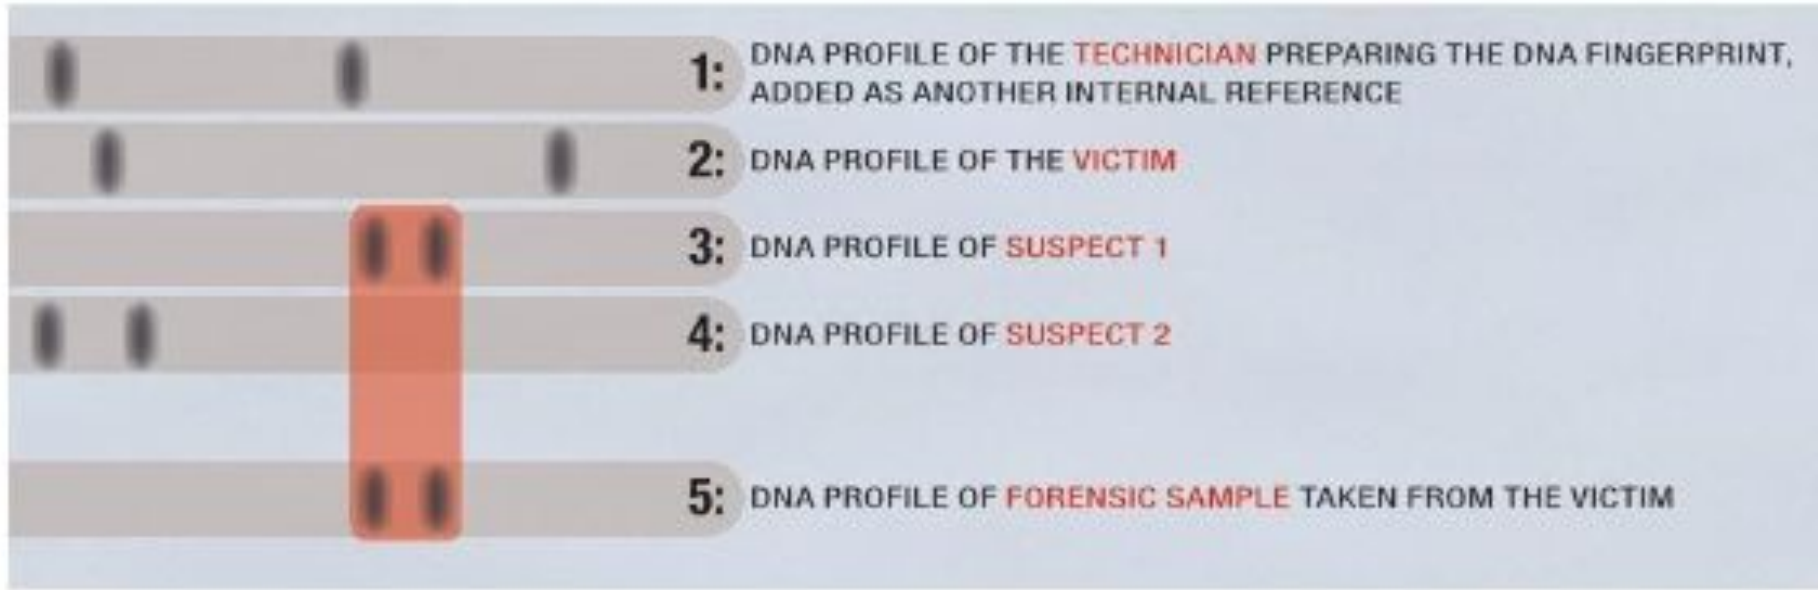 1: DNA PROFILE OF THE TECHNICIAN PREPARING THE DNA FINGERPRINT,
ADDED AS ANOTHER INTERNAL REFERENCE
2: DNA PROFILE OF THE VICTIM
3: DNA PROFILE OF SUSPECT 1
4: DNA PROFILE OF SUSPECT 2
5: DNA PROFILE OF FORENSIC SAMPLE TAKEN FROM THE VICTIM